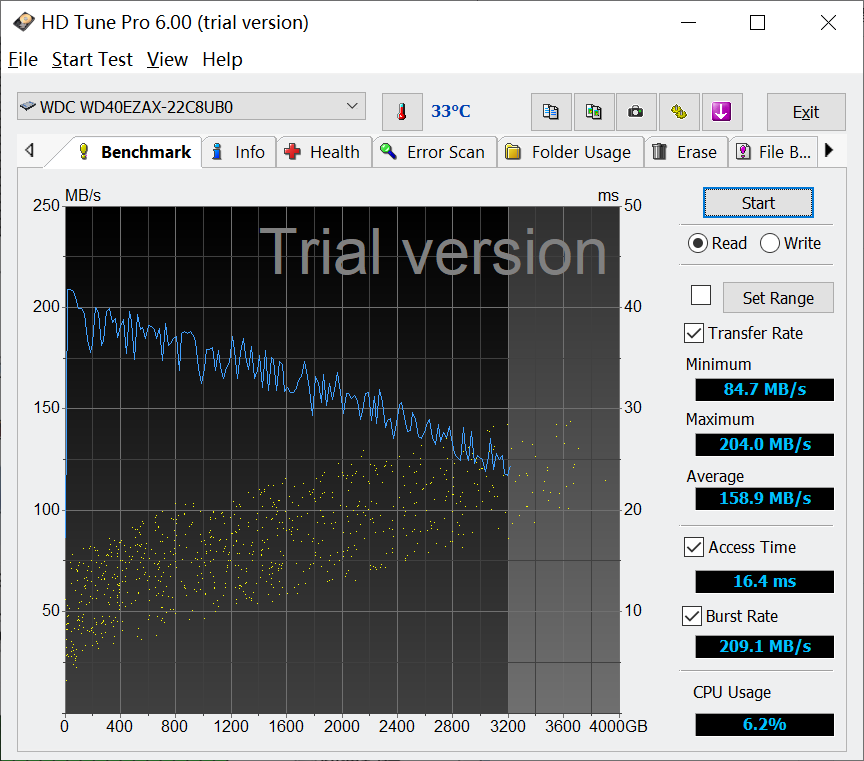 HD Tune Pro 6.00 (trial version)
File Start Test View Help
WDC WD40EZAX-22C8UB0
33°C
Exit
Benchmark Info Health Error Scan Folder Usage Erase File B...
MB/s ms
Trial version
250 50
200 40
150 30
100 20
50 10
0 400 800 1200 1600 2000 2400 2800 3200 3600 4000GB
Start
Read Write
Set Range
Transfer Rate
Minimum
84.7 MB/s
Maximum
204.0 MB/s
Average
158.9 MB/s
Access Time
16.4 ms
Burst Rate
209.1 MB/s
CPU Usage
6.2%